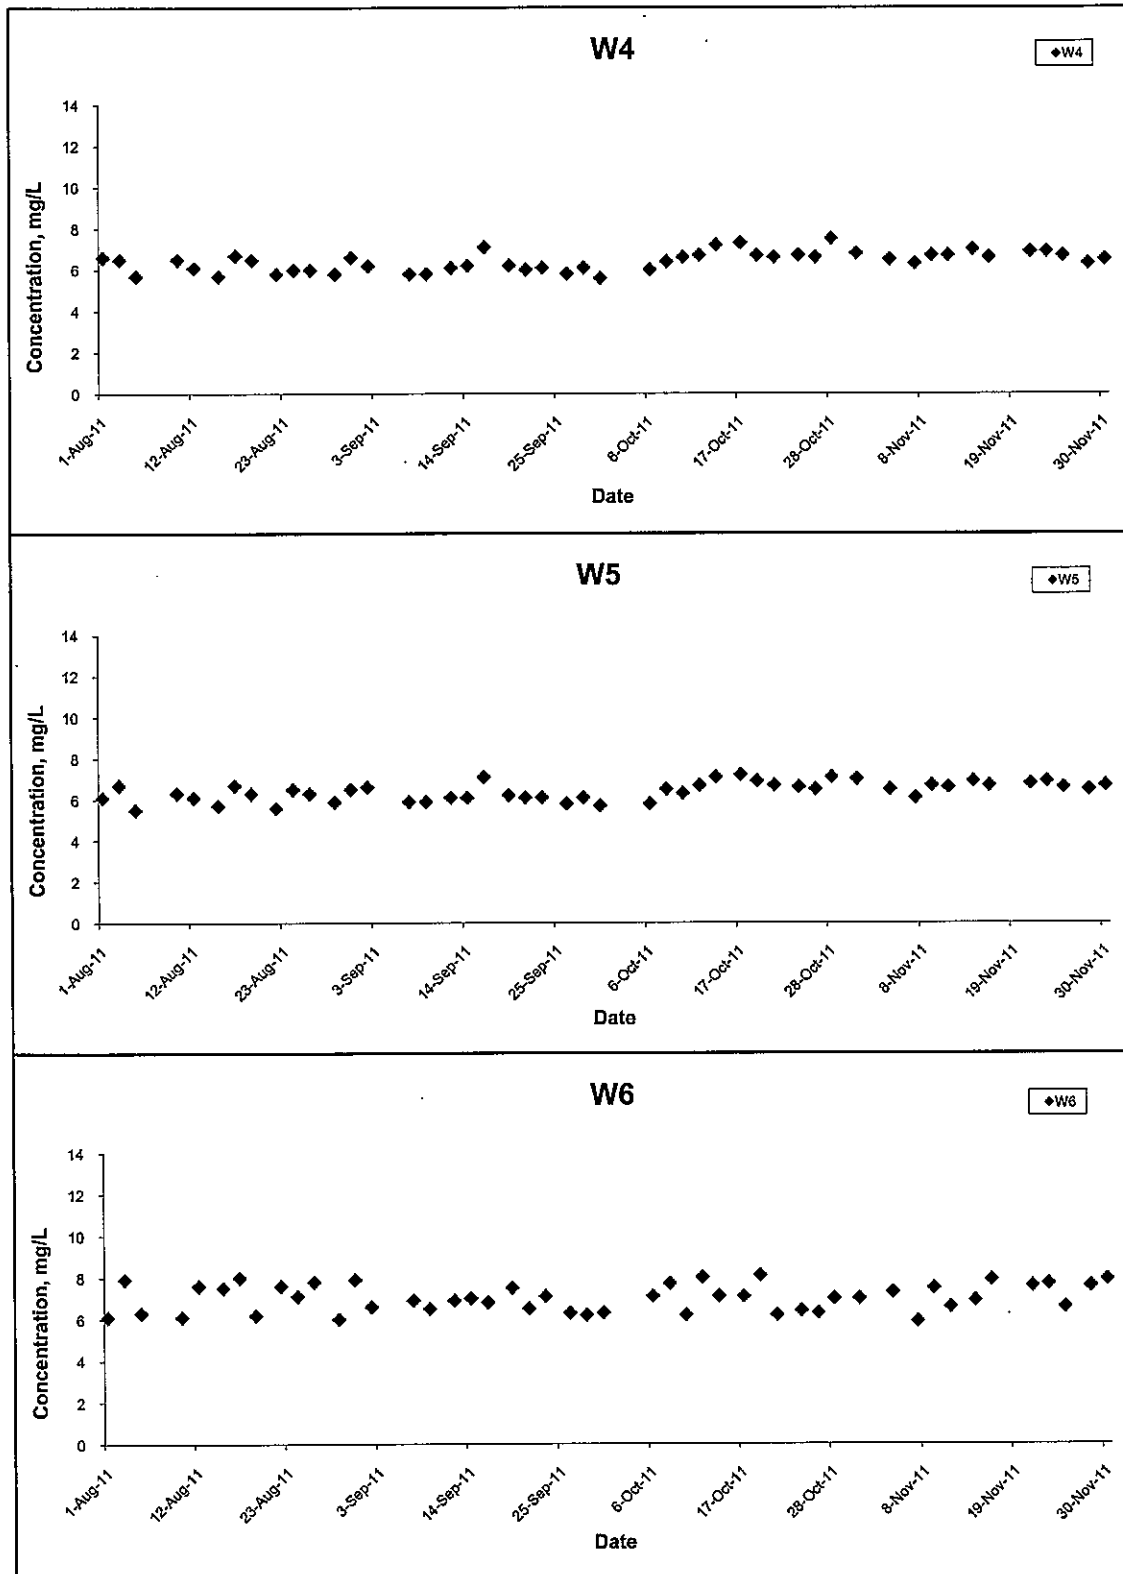 W4
◆W4
14
12
10
8
6
4
2
0
Concentration, mg/L
1-Aug-11 12-Aug-11 23-Aug-11 3-Sep-11 14-Sep-11 25-Sep-11 6-Oct-11 17-Oct-11 28-Oct-11 8-Nov-11 19-Nov-11 30-Nov-11
Date
W5
◆W5
14
12
10
8
6
4
2
0
Concentration, mg/L
1-Aug-11 12-Aug-11 23-Aug-11 3-Sep-11 14-Sep-11 25-Sep-11 6-Oct-11 17-Oct-11 28-Oct-11 8-Nov-11 19-Nov-11 30-Nov-11
Date
W6
◆W6
14
12
10
8
6
4
2
0
Concentration, mg/L
1-Aug-11 12-Aug-11 23-Aug-11 3-Sep-11 14-Sep-11 25-Sep-11 6-Oct-11 17-Oct-11 28-Oct-11 8-Nov-11 19-Nov-11 30-Nov-11
Date